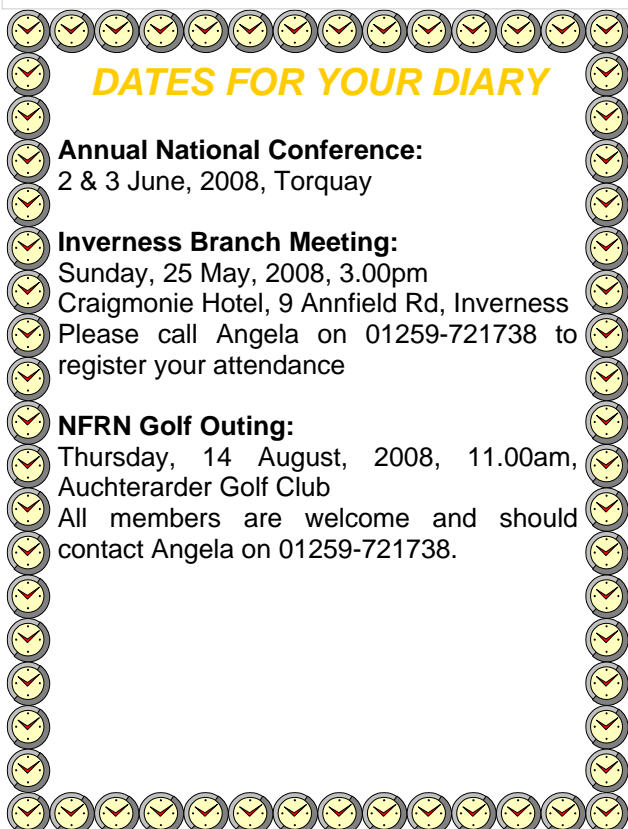 DATES FOR YOUR DIARY
Annual National Conference:
2 & 3 June, 2008, Torquay
Inverness Branch Meeting:
Sunday, 25 May, 2008, 3.00pm
Craigmonie Hotel, 9 Annfield Rd, Inverness
Please call Angela on 01259-721738 to
register your attendance
NFRN Golf Outing:
Thursday, 14 August, 2008, 11.00am,
Auchterarder Golf Club
All members are welcome and should
contact Angela on 01259-721738.